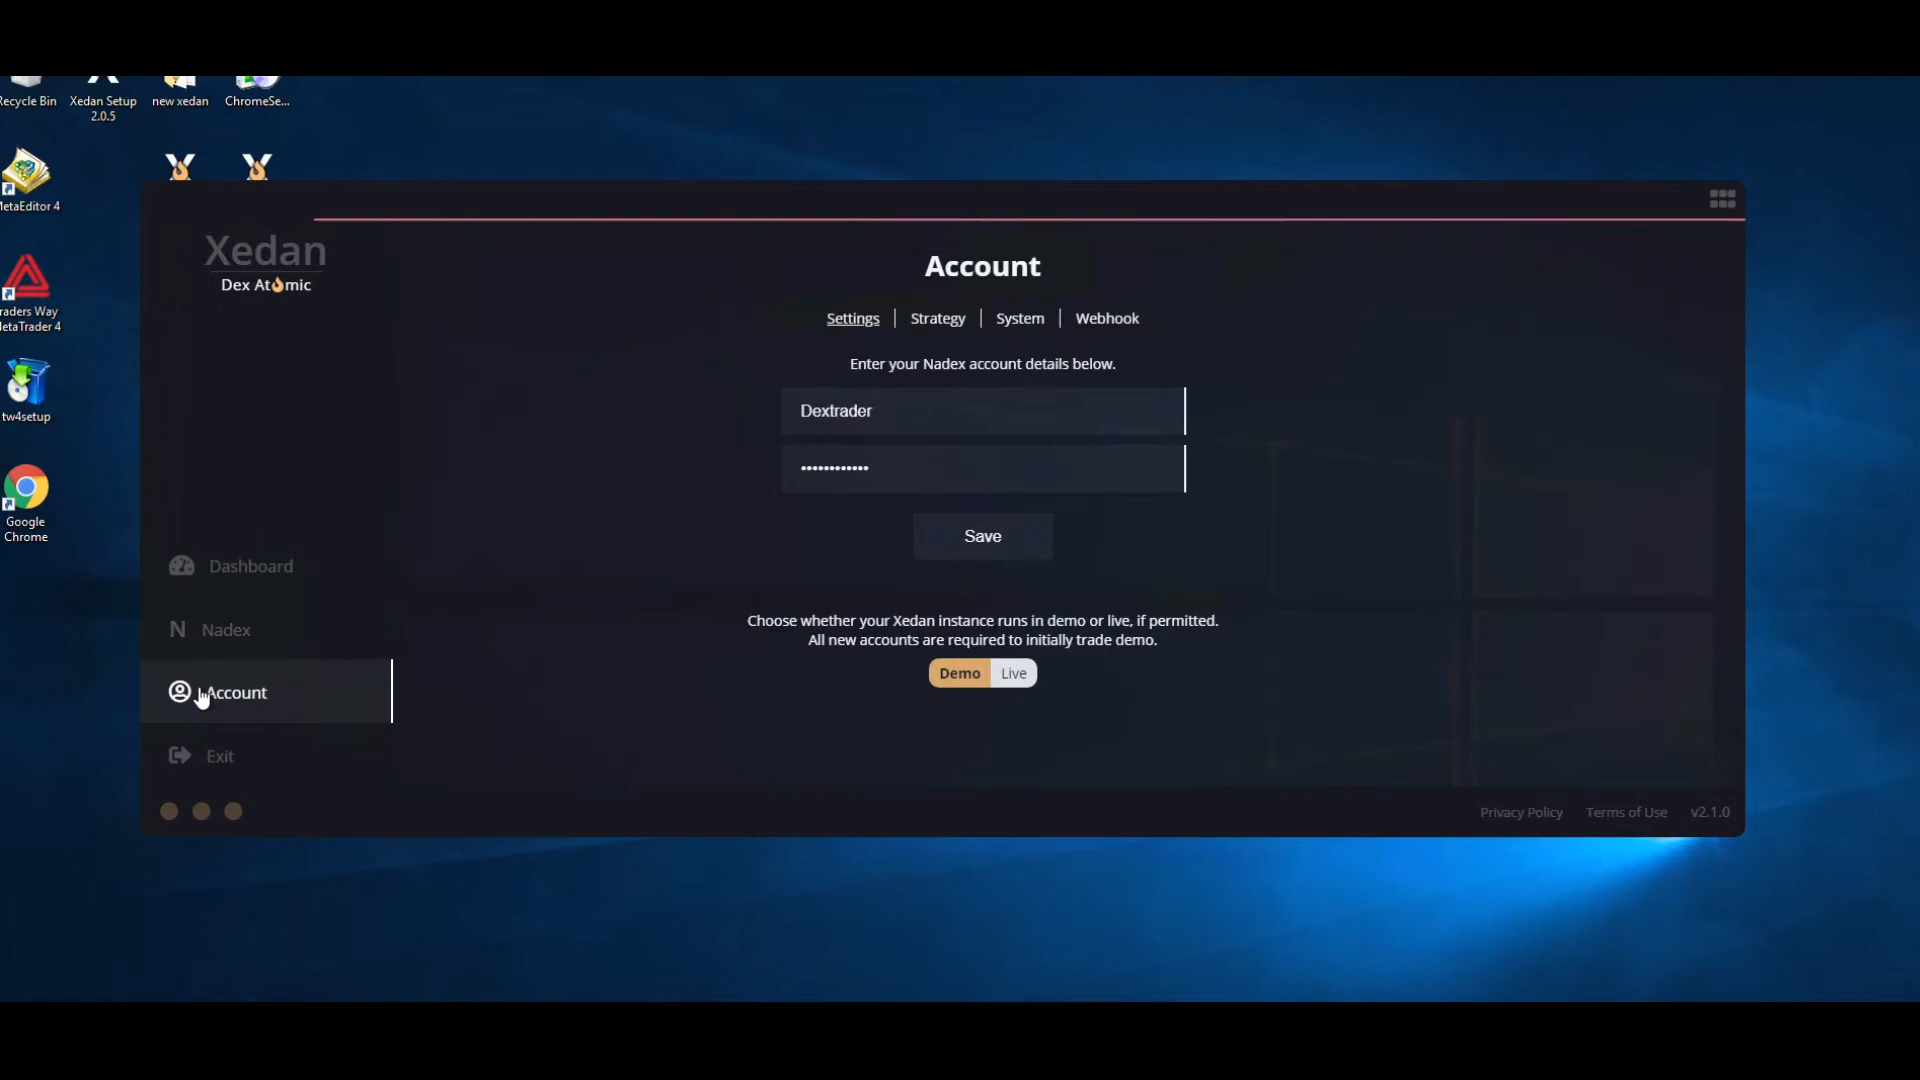 Recycle Bin
Xedan Setup
2.0.5
new xedan
ChromeSe...
MetaEditor 4
Traders Way
MetaTrader 4
tw4setup
Google
Chrome
Xedan
Dex Atomic
Dashboard
N Nadex
Account
Exit
Account
Settings | Strategy | System | Webhook
Enter your Nadex account details below.
Dextrader
••••••••••••
Save
Choose whether your Xedan instance runs in demo or live, if permitted.
All new accounts are required to initially trade demo.
Demo Live
Privacy Policy Terms of Use v2.1.0